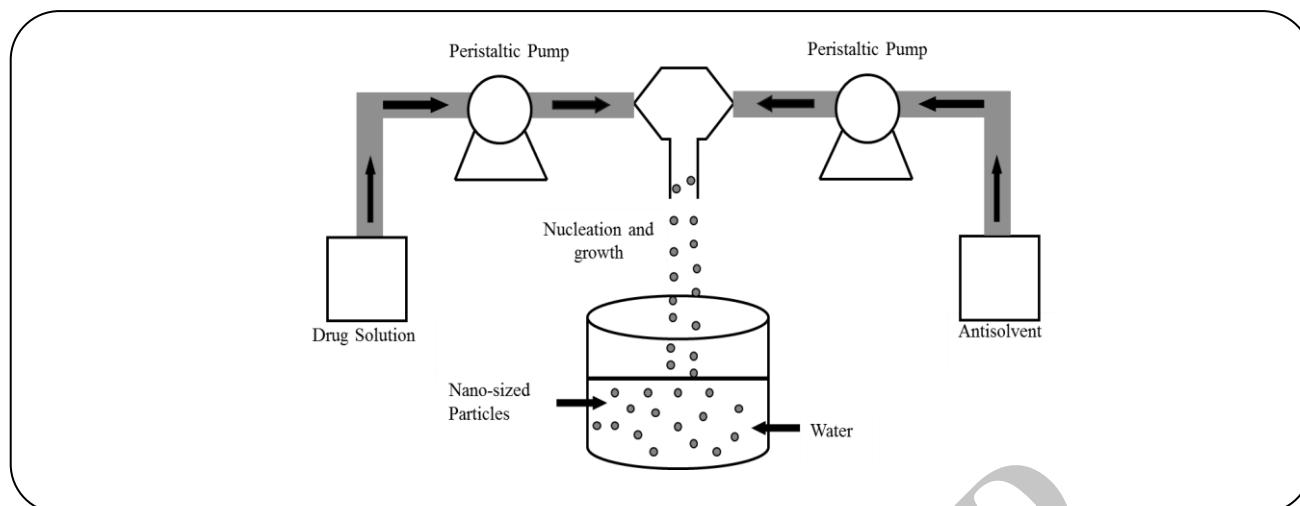 Peristaltic Pump
Peristaltic Pump
Nucleation and
growth
Drug Solution
Antisolvent
Nano-sized
Particles
Water